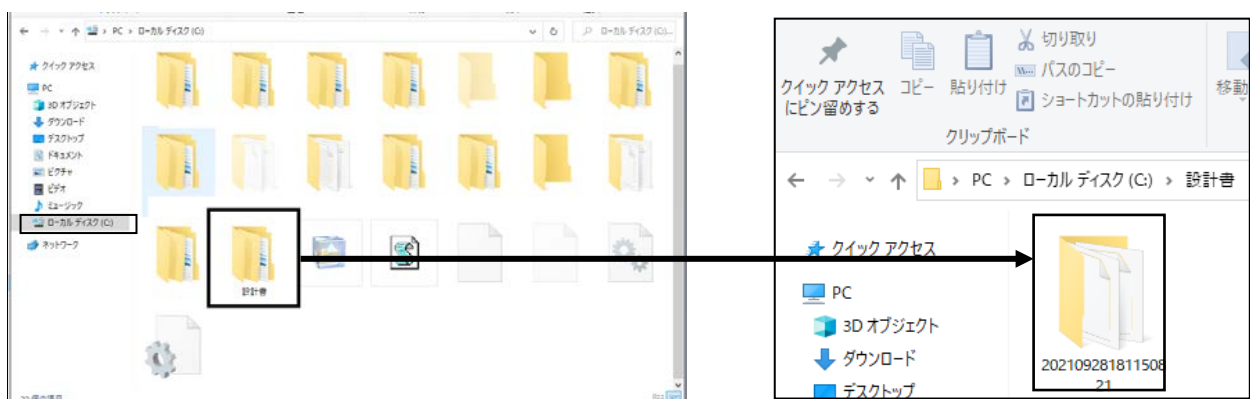 PC › ローカル ディスク (C:)
ローカル ディスク (C:)...
クイック アクセス
PC
3D オブジェクト
ダウンロード
デスクトップ
ドキュメント
ピクチャ
ビデオ
ミュージック
ローカル ディスク (C:)
ネットワーク
設計書
クイック アクセス
にピン留めする
コピー
貼り付け
切り取り
パスのコピー
ショートカットの貼り付け
移動
クリップボード
PC › ローカル ディスク (C:) › 設計書
クイック アクセス
PC
3D オブジェクト
ダウンロード
デスクトップ
202109281811508
21